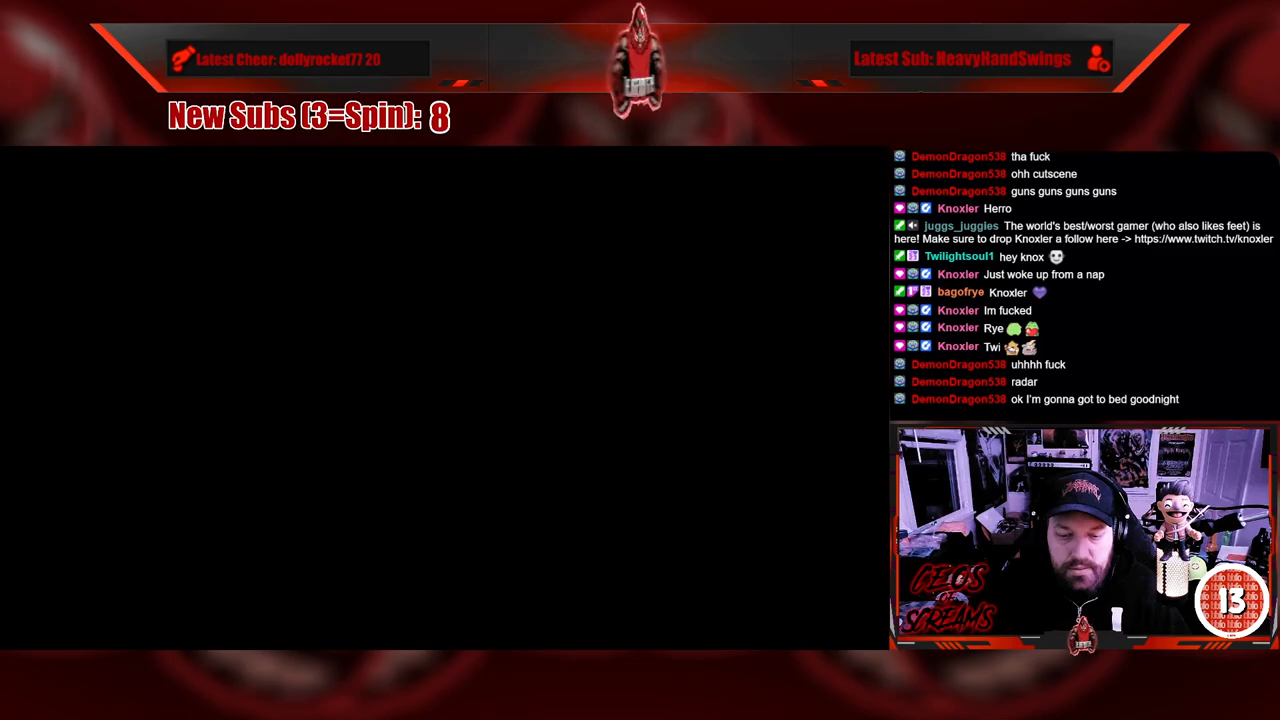 Latest Cheer: dollyrocket77 20
Latest Sub: HeavyHandSwings
New Subs (3=Spin): 8
DemonDragon538 tha fuck
DemonDragon538 ohh cutscene
DemonDragon538 guns guns guns guns
Knoxler Herro
juggs_juggles The world's best/worst gamer (who also likes feet) is
here! Make sure to drop Knoxler a follow here -> https://www.twitch.tv/knoxler
Twilightsoul1 hey knox
Knoxler Just woke up from a nap
bagofrye Knoxler
Knoxler Im fucked
Knoxler Rye
Knoxler Twi
DemonDragon538 uhhhh fuck
DemonDragon538 radar
DemonDragon538 ok I'm gonna got to bed goodnight
CEOS
OF
SCREAMS
13